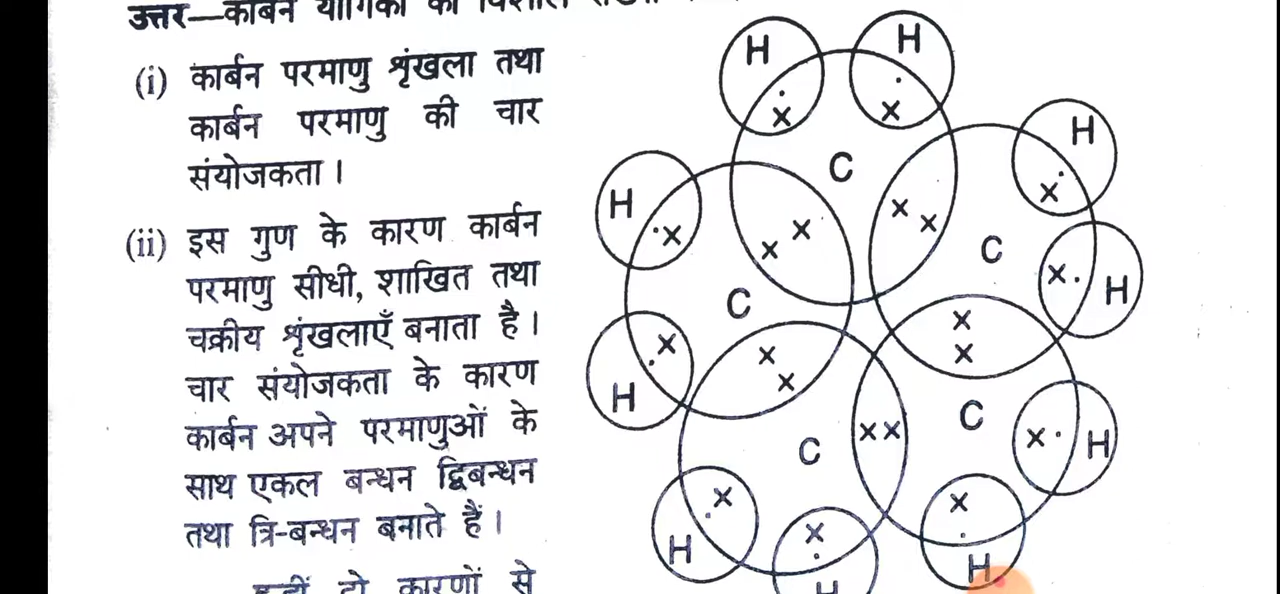 उत्तर—कार्बन यौगिकों की विशाल
(i) कार्बन परमाणु शृंखला तथा
कार्बन परमाणु की चार
संयोजकता ।
(ii) इस गुण के कारण कार्बन
परमाणु सीधी, शाखित तथा
चक्रीय शृंखलाएँ बनाता है ।
चार संयोजकता के कारण
कार्बन अपने परमाणुओं के
साथ एकल बन्धन द्विबन्धन
तथा त्रि-बन्धन बनाते हैं ।
इन्हीं दो कारणों से
H H
× ×
C
H
×
H
×
× ×
× ×
C
× H
C
× H
×
×
×
×
C
× ×
C
× H
×
H
×
H
×
H